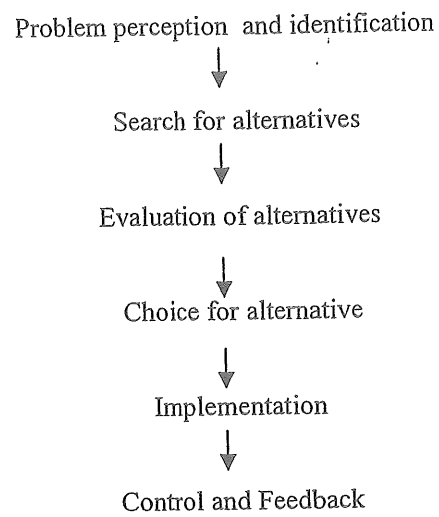 Problem perception and identification
Search for alternatives
Evaluation of alternatives
Choice for alternative
Implementation
Control and Feedback